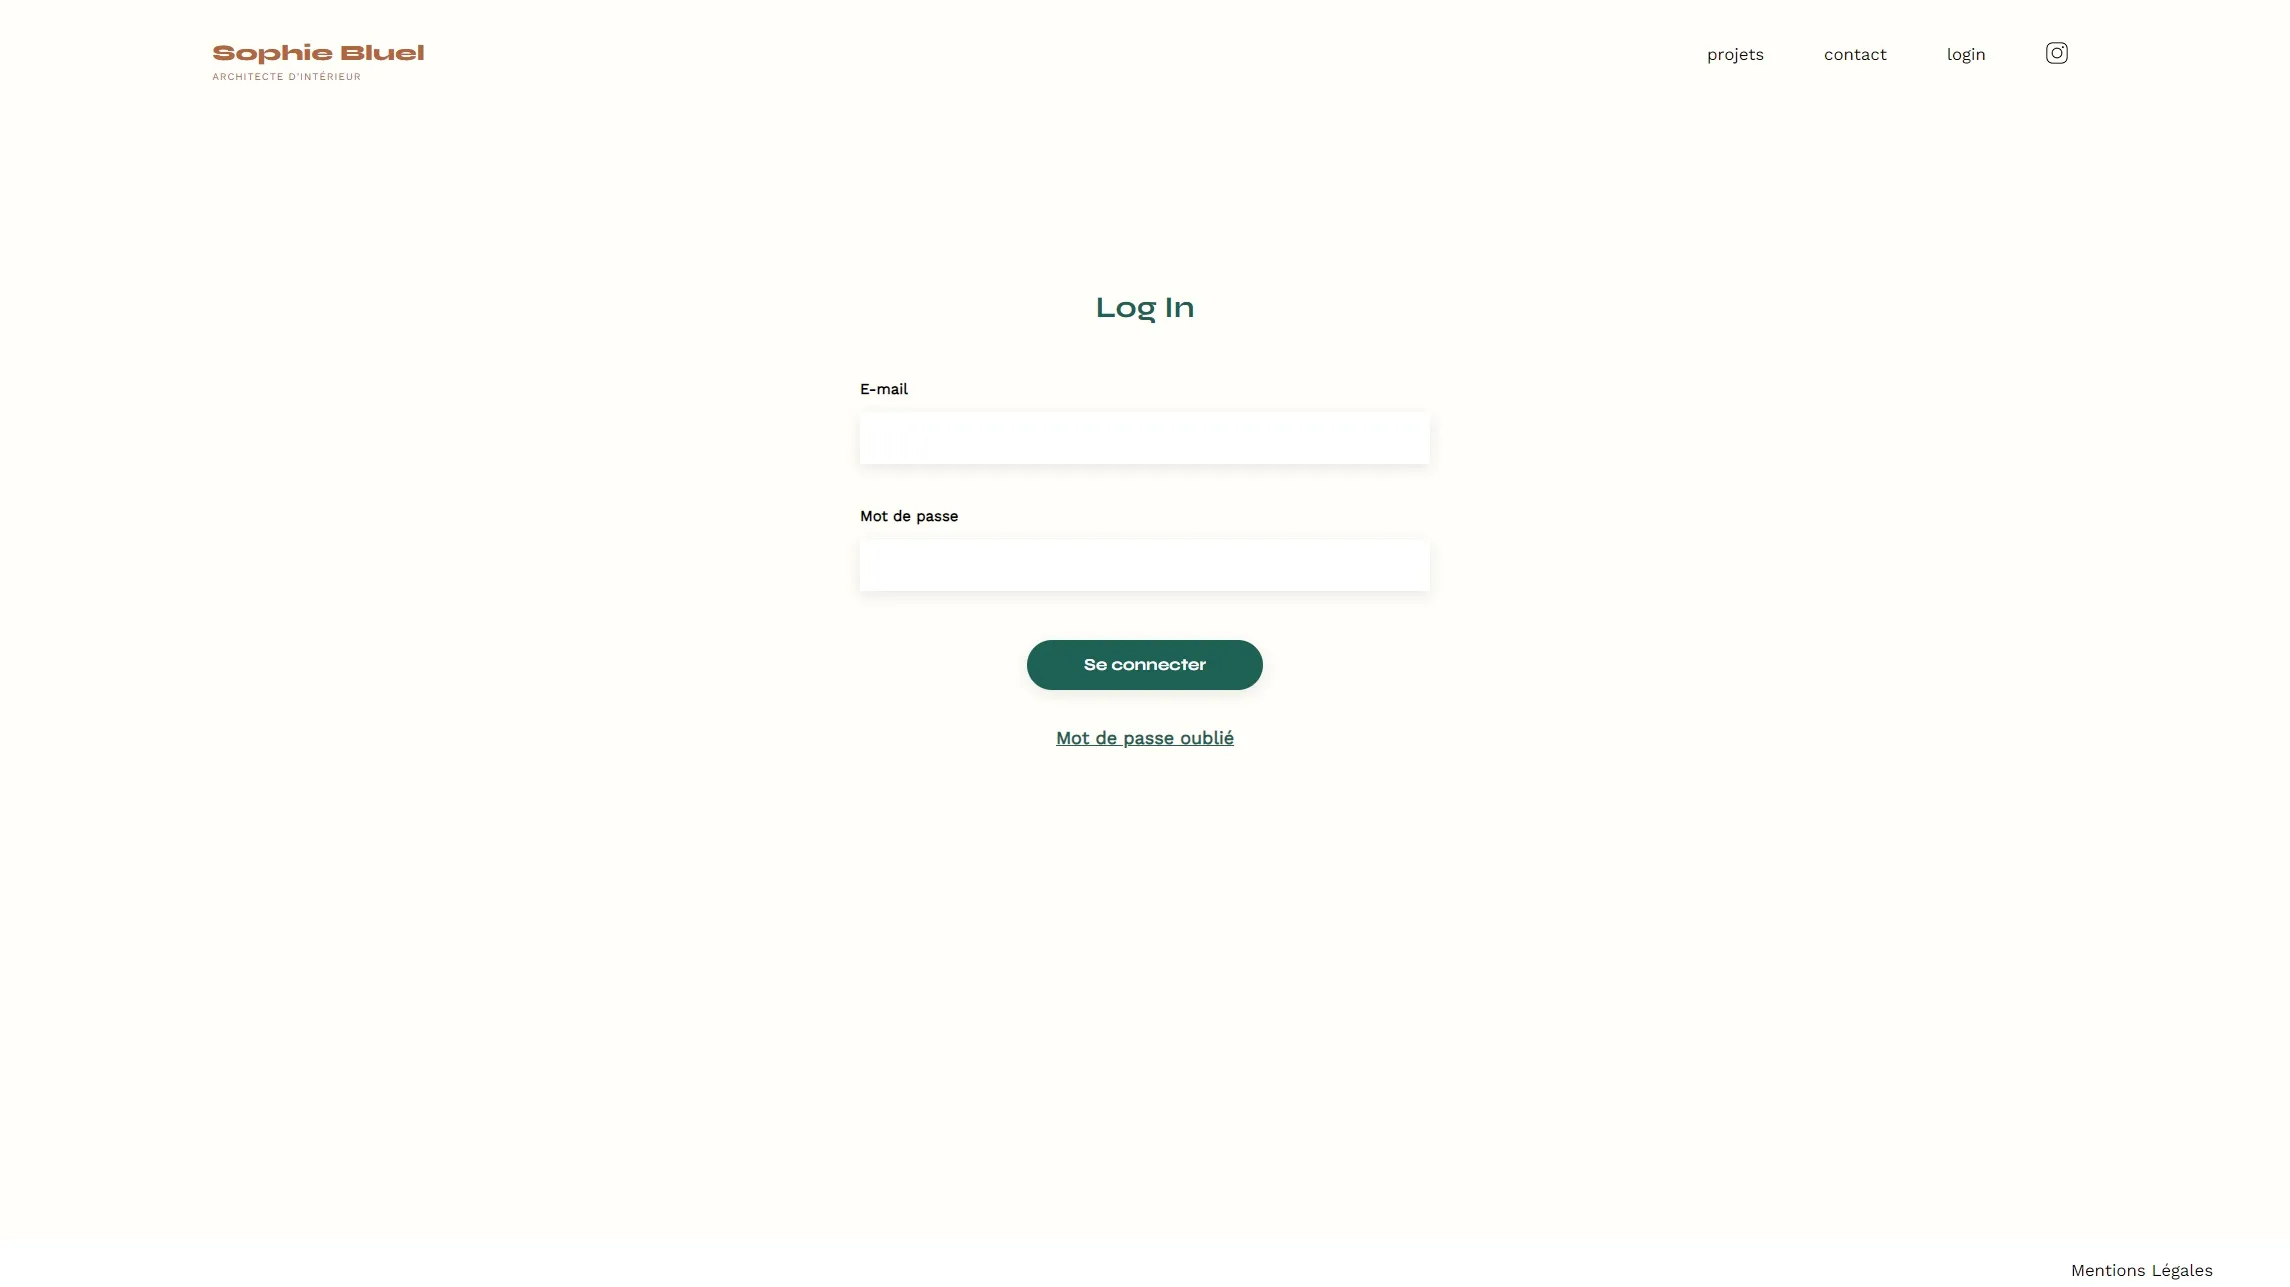 Sophie Bluel
ARCHITECTE D'INTÉRIEUR
projets
contact
login
Log In
E-mail
Mot de passe
Se connecter
Mot de passe oublié
Mentions Légales